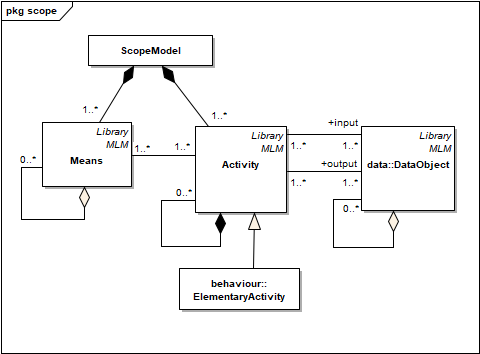 pkg scope
ScopeModel
1..*
1..*
Library
MLM
Means
0..*
1..*
1..*
Library
MLM
Activity
0..*
+input
1..*
1..*
+output
1..*
1..*
Library
MLM
data::DataObject
0..*
behaviour::
ElementaryActivity